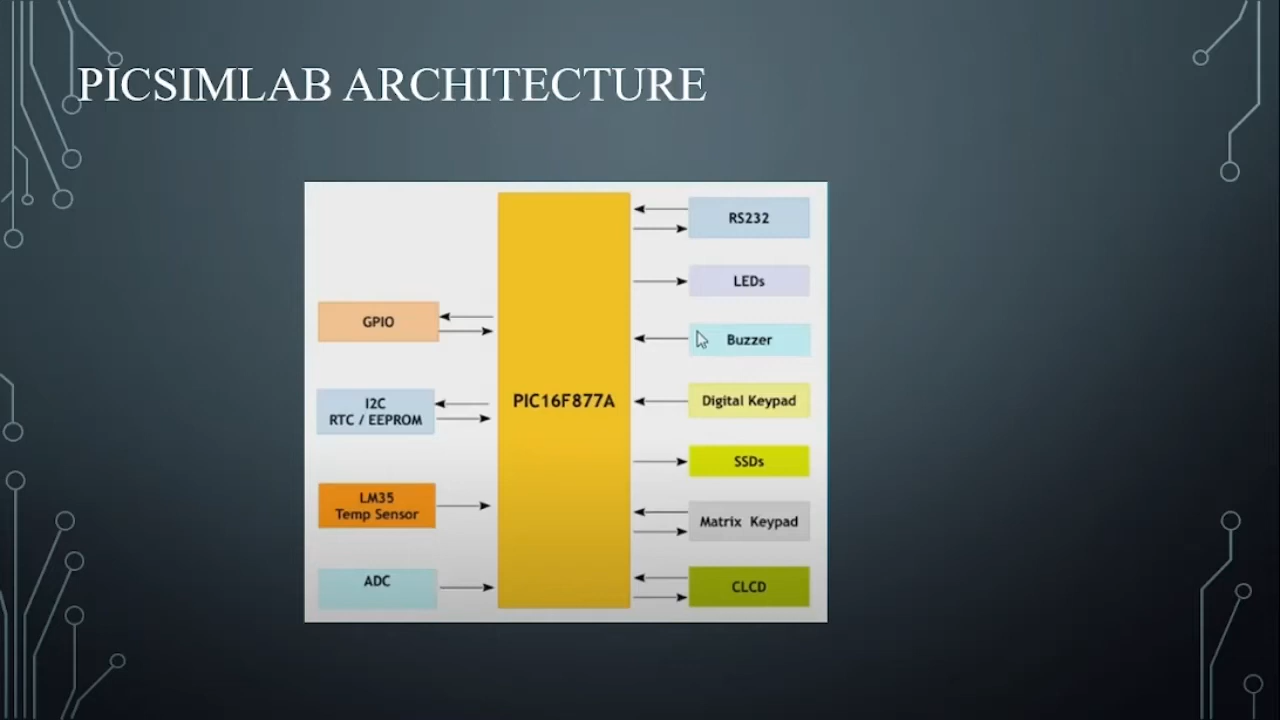 PICSIMLAB ARCHITECTURE
GPIO
I2C
RTC / EEPROM
LM35
Temp Sensor
ADC
PIC16F877A
RS232
LEDs
Buzzer
Digital Keypad
SSDs
Matrix Keypad
CLCD